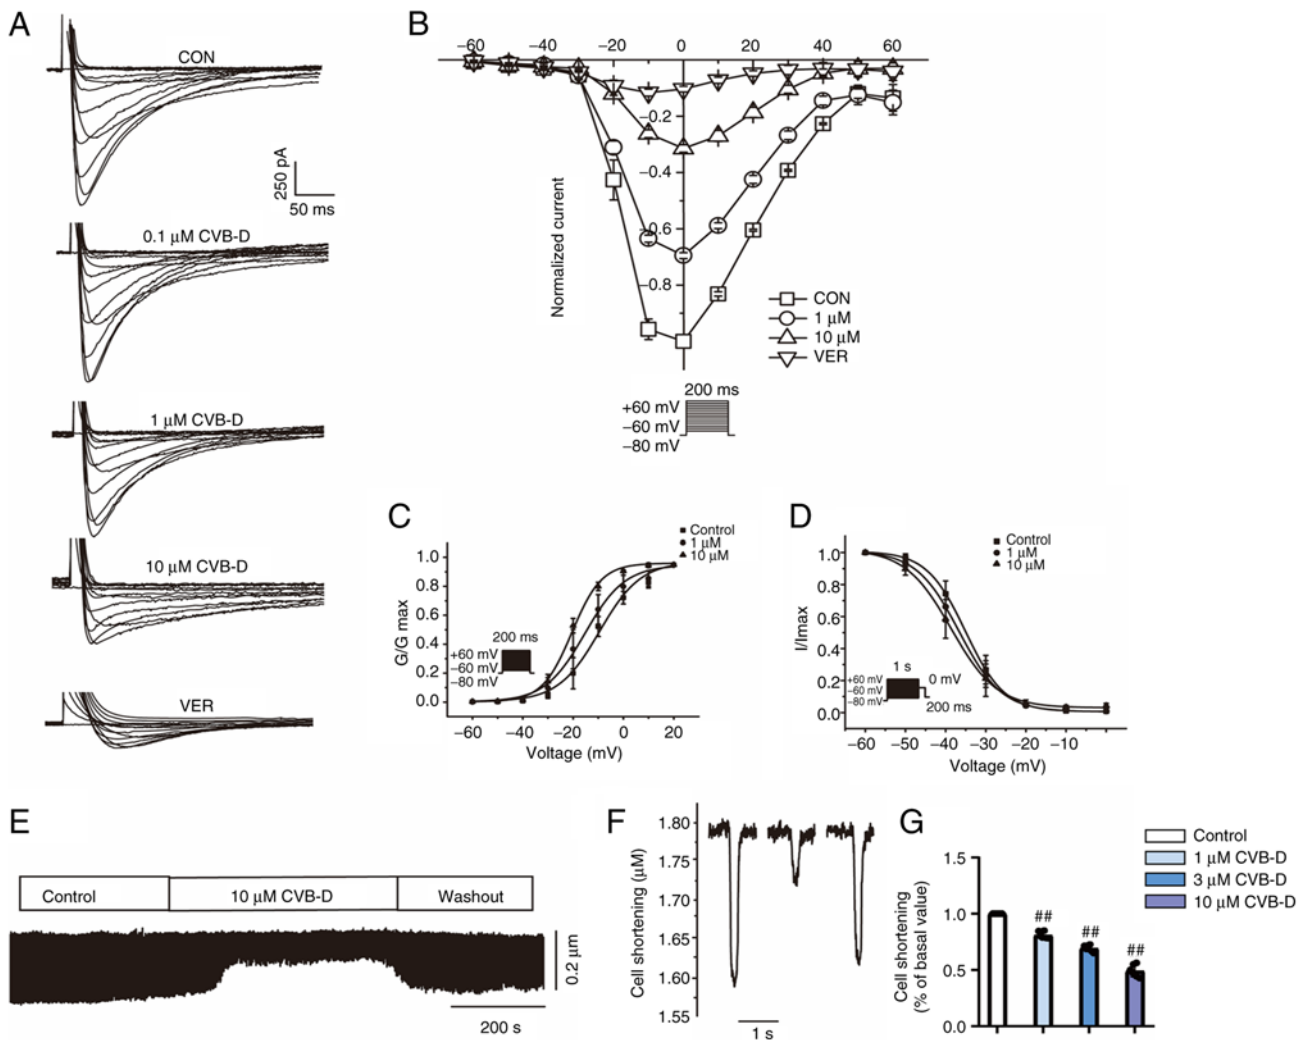 A
CON
250 pA
50 ms
0.1 μM CVB-D
1 μM CVB-D
10 μM CVB-D
VER
B
−60 −40 −20 0 20 40 60
−0.2
−0.4
−0.6
−0.8
Normalized current
CON
1 μM
10 μM
VER
200 ms
+60 mV
−60 mV
−80 mV
C
Control
1 μM
10 μM
1.0
0.8
0.6
0.4
0.2
0.0
G/G max
200 ms
+60 mV
−60 mV
−80 mV
−60 −40 −20 0 20
Voltage (mV)
D
Control
1 μM
10 μM
1.0
0.8
0.6
0.4
0.2
0.0
I/Imax
1 s
+60 mV
−60 mV
−80 mV
0 mV
200 ms
−60 −50 −40 −30 −20 −10
Voltage (mV)
E
Control 10 μM CVB-D Washout
0.2 μm
200 s
F
1.80
1.75
1.70
1.65
1.60
1.55
Cell shortening (μM)
1 s
G
1.5
1.0
0.5
0.0
Cell shortening
(% of basal value)
##
##
##
Control
1 μM CVB-D
3 μM CVB-D
10 μM CVB-D